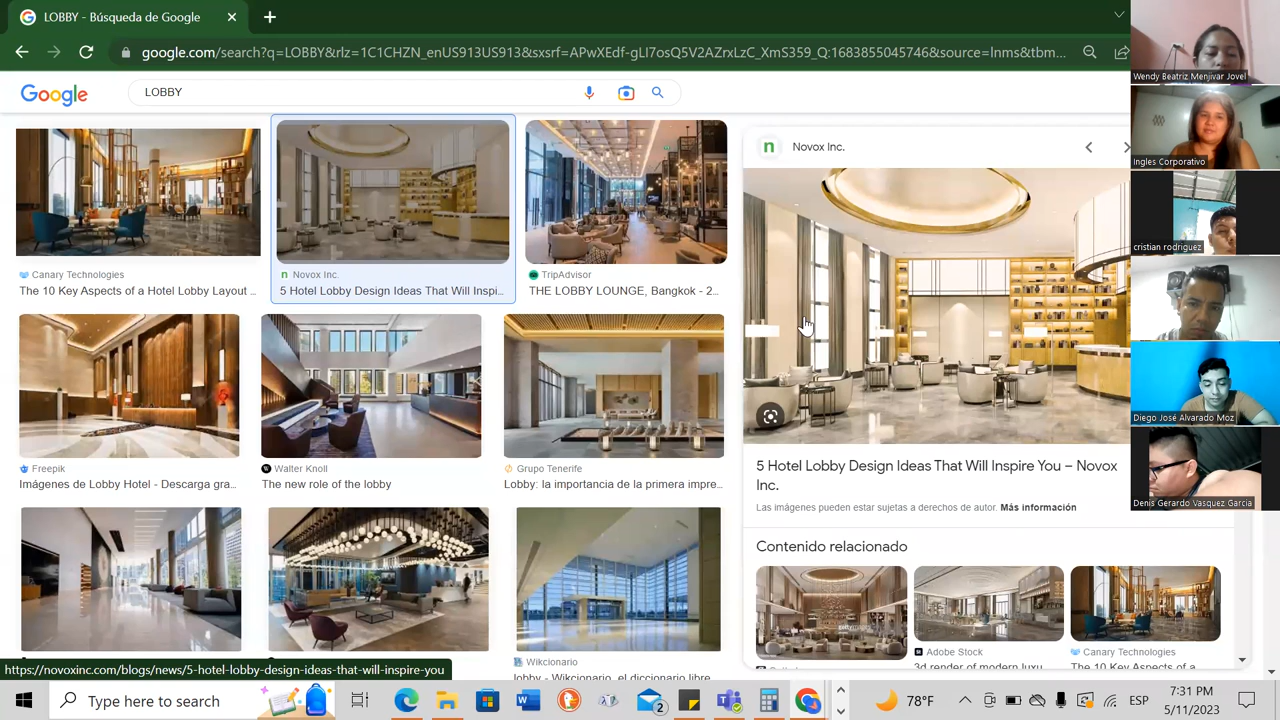 LOBBY - Búsqueda de Google
google.com/search?q=LOBBY&rlz=1C1CHZN_enUS913US913&sxsrf=APwXEdf-gLI7osQ5V2AZrxLzC_XmS359_Q:1683855045746&source=lnms&tbm...
Google
LOBBY
Canary Technologies
The 10 Key Aspects of a Hotel Lobby Layout ...
n Novox Inc.
5 Hotel Lobby Design Ideas That Will Inspi...
TripAdvisor
THE LOBBY LOUNGE, Bangkok - 2...
Freepik
Imágenes de Lobby Hotel - Descarga gra...
Walter Knoll
The new role of the lobby
Grupo Tenerife
Lobby: la importancia de la primera impre...
Wikcionario
lobby - Wikcionario, el diccionario libre
https://novoxinc.com/blogs/news/5-hotel-lobby-design-ideas-that-will-inspire-you
n Novox Inc.
5 Hotel Lobby Design Ideas That Will Inspire You – Novox
Inc.
Las imágenes pueden estar sujetas a derechos de autor. Más información
Contenido relacionado
Adobe Stock
3d render of modern luxu
Canary Technologies
The 10 Key Aspects of a
Wendy Beatriz Menjivar Jovel
Ingles Corporativo
cristian rodriguez
Diego José Alvarado Moz
Denis Gerardo Vasquez Garcia
Type here to search
2
78°F
ESP
7:31 PM
5/11/2023